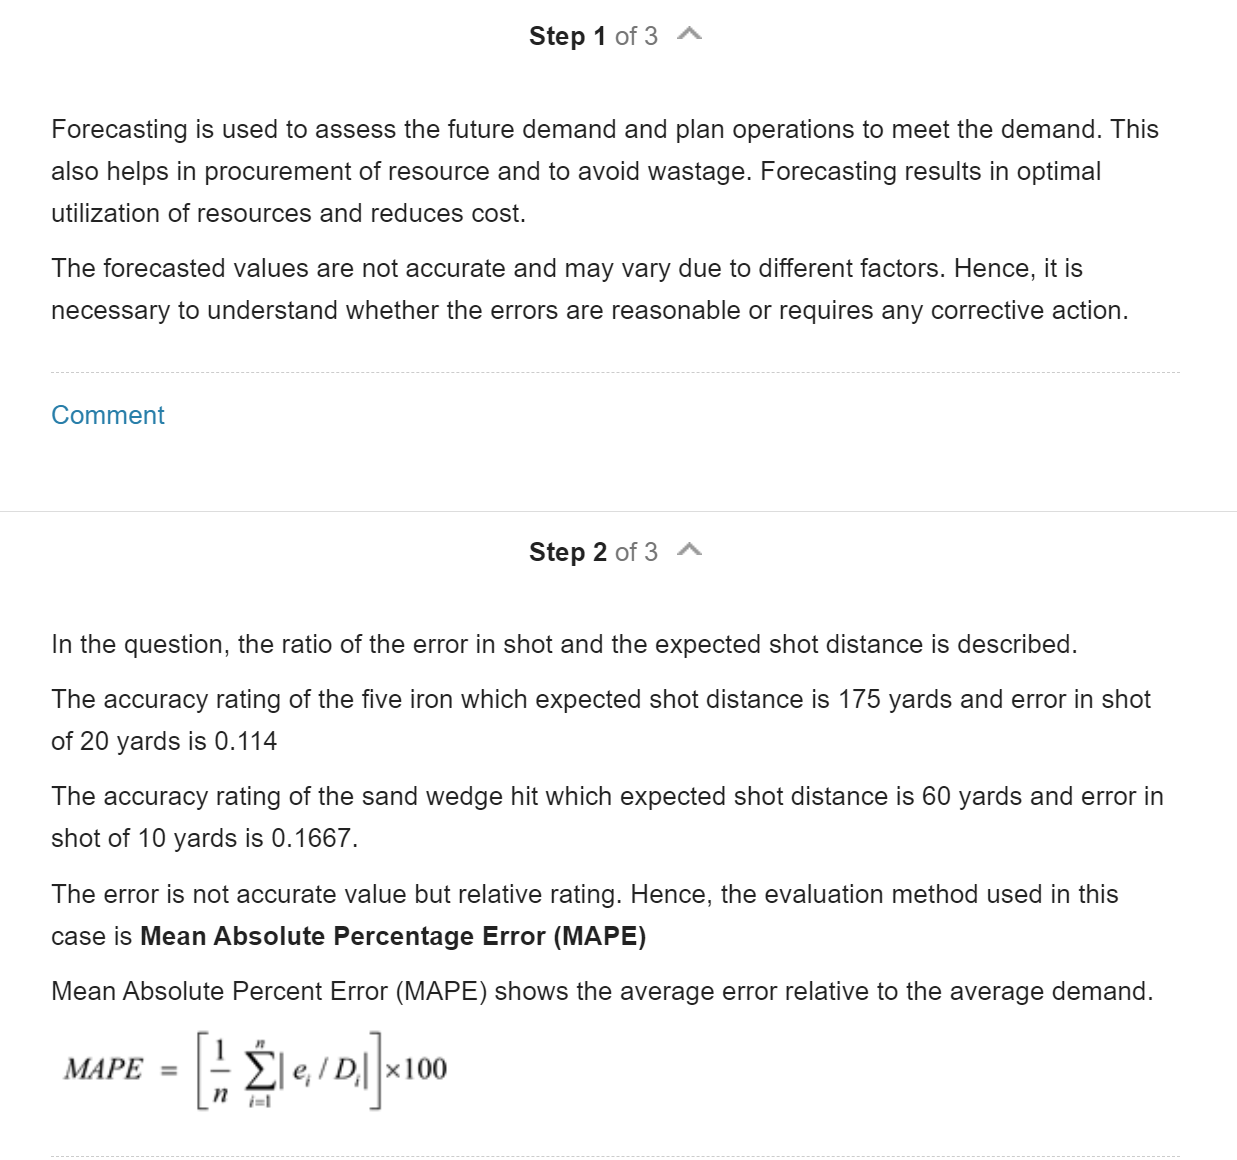 Step 1 of 3
Forecasting is used to assess the future demand and plan operations to meet the demand. This
also helps in procurement of resource and to avoid wastage. Forecasting results in optimal
utilization of resources and reduces cost.
The forecasted values are not accurate and may vary due to different factors. Hence, it is
necessary to understand whether the errors are reasonable or requires any corrective action.
Comment
Step 2 of 3
In the question, the ratio of the error in shot and the expected shot distance is described.
The accuracy rating of the five iron which expected shot distance is 175 yards and error in shot
of 20 yards is 0.114
The accuracy rating of the sand wedge hit which expected shot distance is 60 yards and error in
shot of 10 yards is 0.1667.
The error is not accurate value but relative rating. Hence, the evaluation method used in this
case is Mean Absolute Percentage Error (MAPE)
Mean Absolute Percent Error (MAPE) shows the average error relative to the average demand.
MAPE = [1/n ∑_{i=1}^{n} | e_i / D_i |] ×100